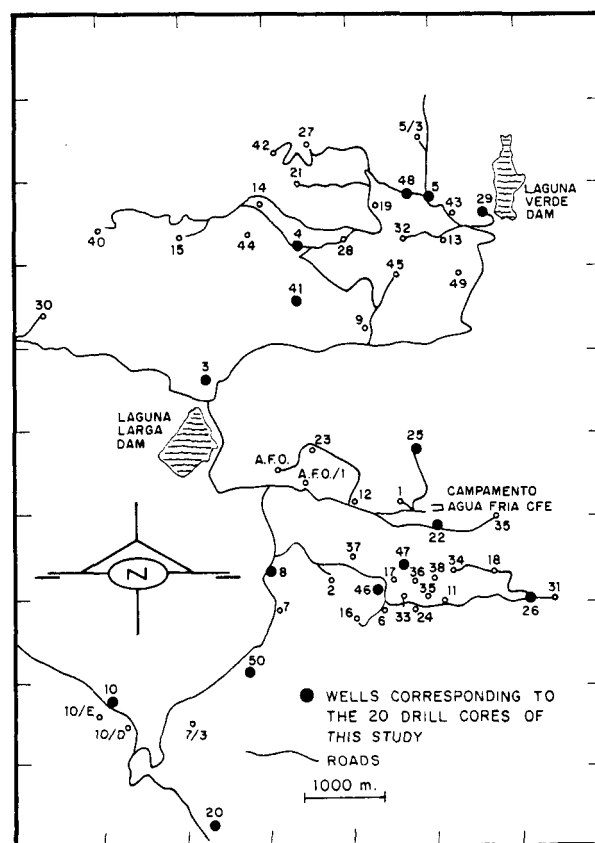 5/3
27
42
21
48
5
29
LAGUNA
VERDE
DAM
14
19
43
4
32
13
40
15
44
28
45
49
41
30
9
3
LAGUNA
LARGA
DAM
23
25
A.F.O.
A.F.O./1
12
1
CAMPAMENTO
AGUA FRIA CFE
22
35
37
47
8
2
17
36
38
34
18
46
31
7
16
6
33
35
24
11
26
N
50
10
WELLS CORRESPONDING TO
THE 20 DRILL CORES OF
THIS STUDY
10/E
10/D
7/3
ROADS
1000 m.
20